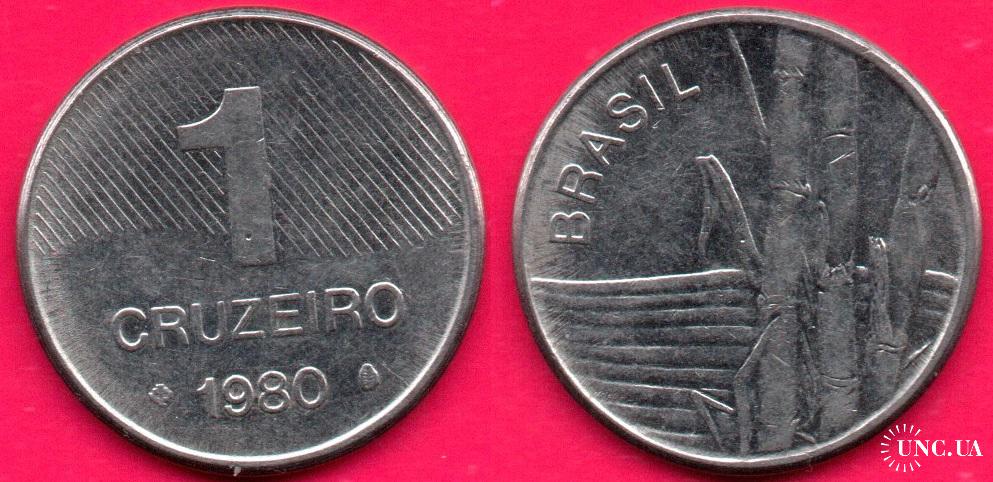 1
CRUZEIRO
1980
BRASIL
UNC.UA